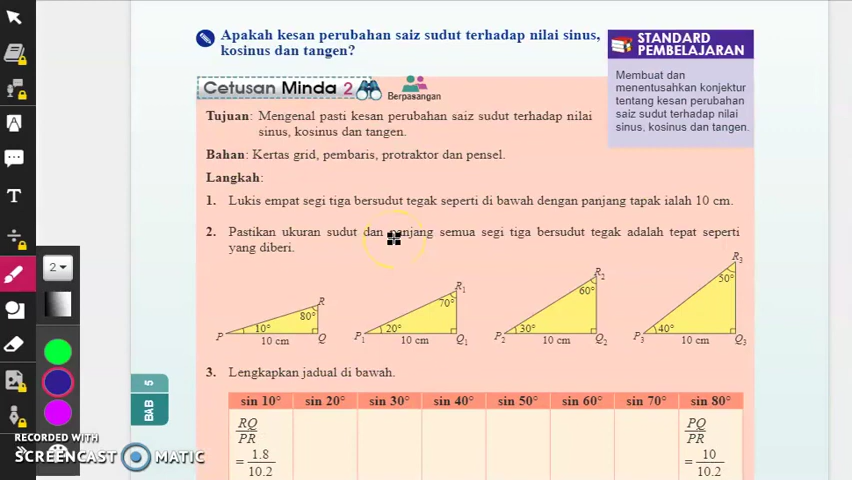 Apakah kesan perubahan saiz sudut terhadap nilai sinus,
kosinus dan tangen?
STANDARD
PEMBELAJARAN
Membuat dan
menentusahkan konjektur
tentang kesan perubahan
saiz sudut terhadap nilai
sinus, kosinus dan tangen.
Cetusan Minda 2
Berpasangan
Tujuan: Mengenal pasti kesan perubahan saiz sudut terhadap nilai
sinus, kosinus dan tangen.
Bahan: Kertas grid, pembaris, protraktor dan pensel.
Langkah:
1. Lukis empat segi tiga bersudut tegak seperti di bawah dengan panjang tapak ialah 10 cm.
2. Pastikan ukuran sudut dan panjang semua segi tiga bersudut tegak adalah tepat seperti
yang diberi.
R 80° 10° P 10 cm Q
R1 70° 20° P1 10 cm Q1
R2 60° 30° P2 10 cm Q2
R3 50° 40° P3 10 cm Q3
3. Lengkapkan jadual di bawah.
sin 10° sin 20° sin 30° sin 40° sin 50° sin 60° sin 70° sin 80°
RQ PQ
PR PR
= 1.8 = 10
10.2 10.2
BAB 5
T
2
RECORDED WITH
SCREENCAST MATIC